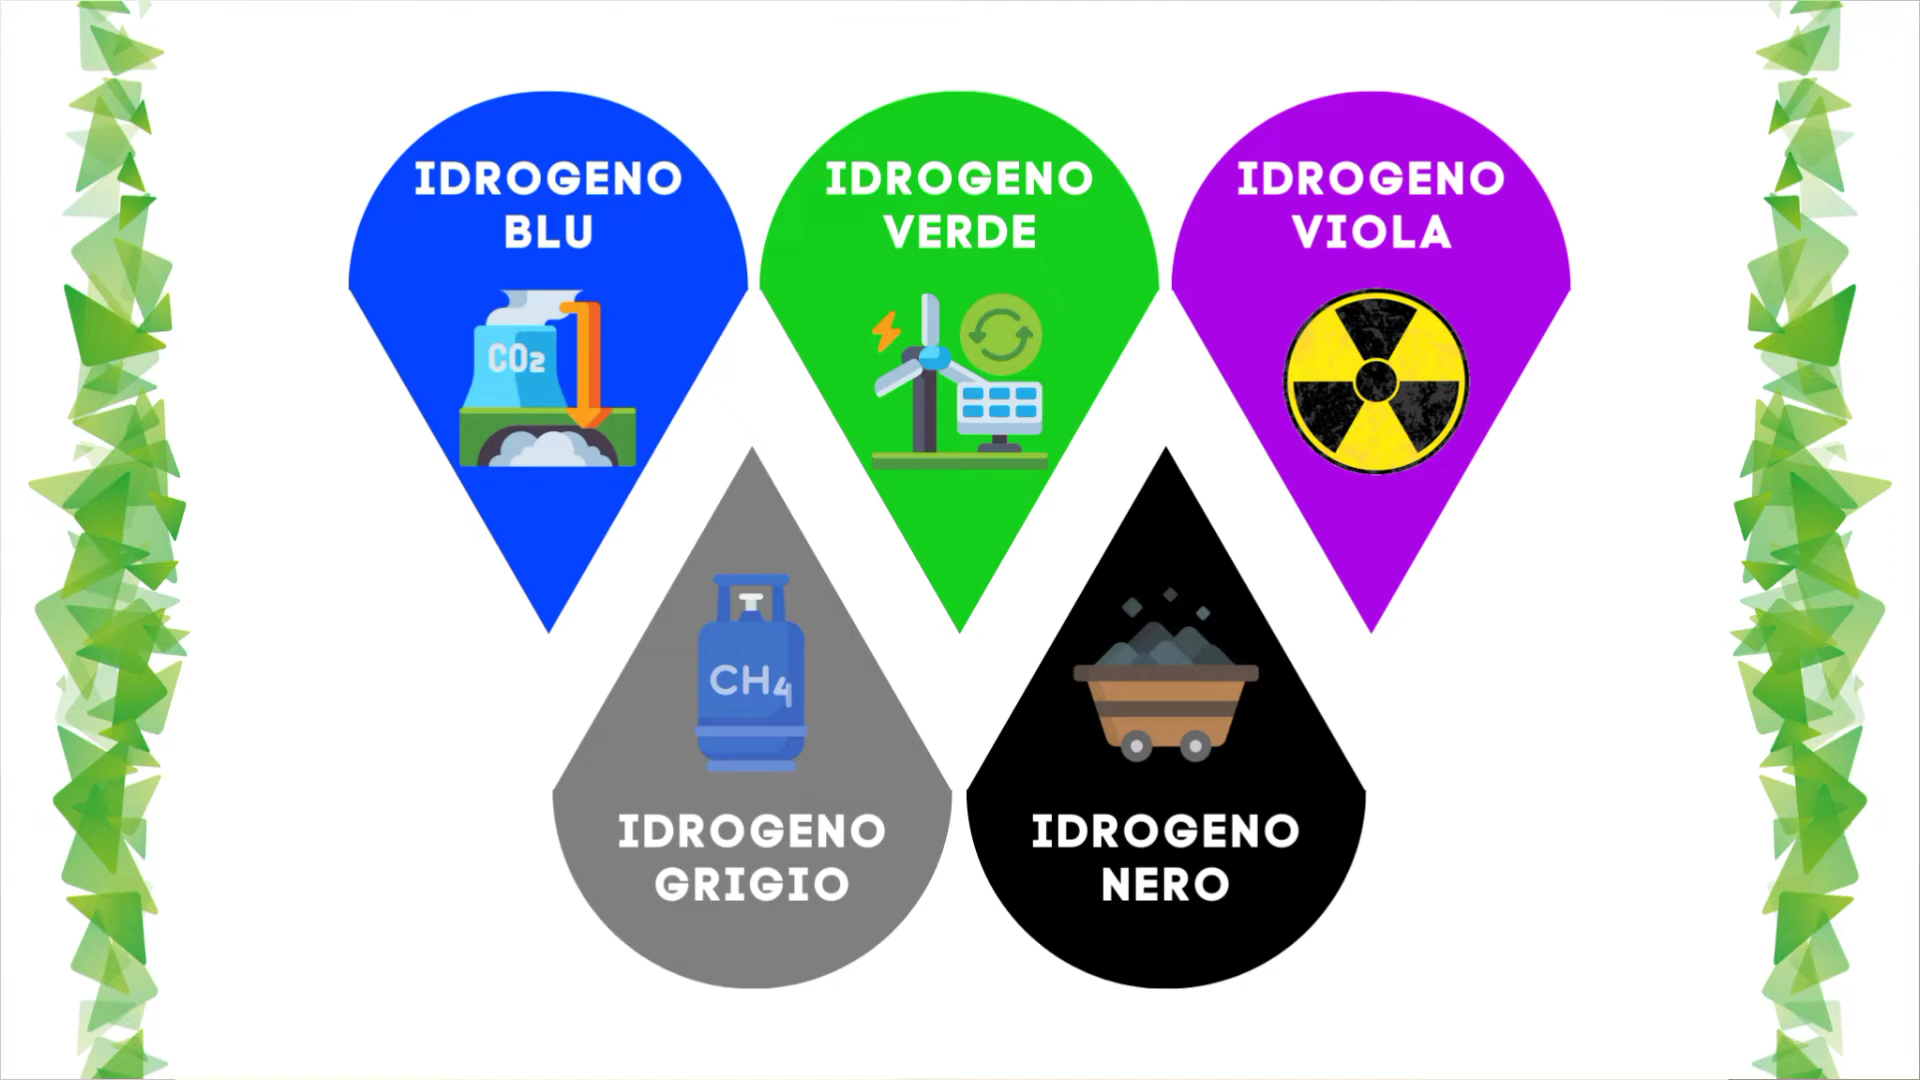 IDROGENO
BLU
CO₂
IDROGENO
VERDE
IDROGENO
VIOLA
CH₄
IDROGENO
GRIGIO
IDROGENO
NERO